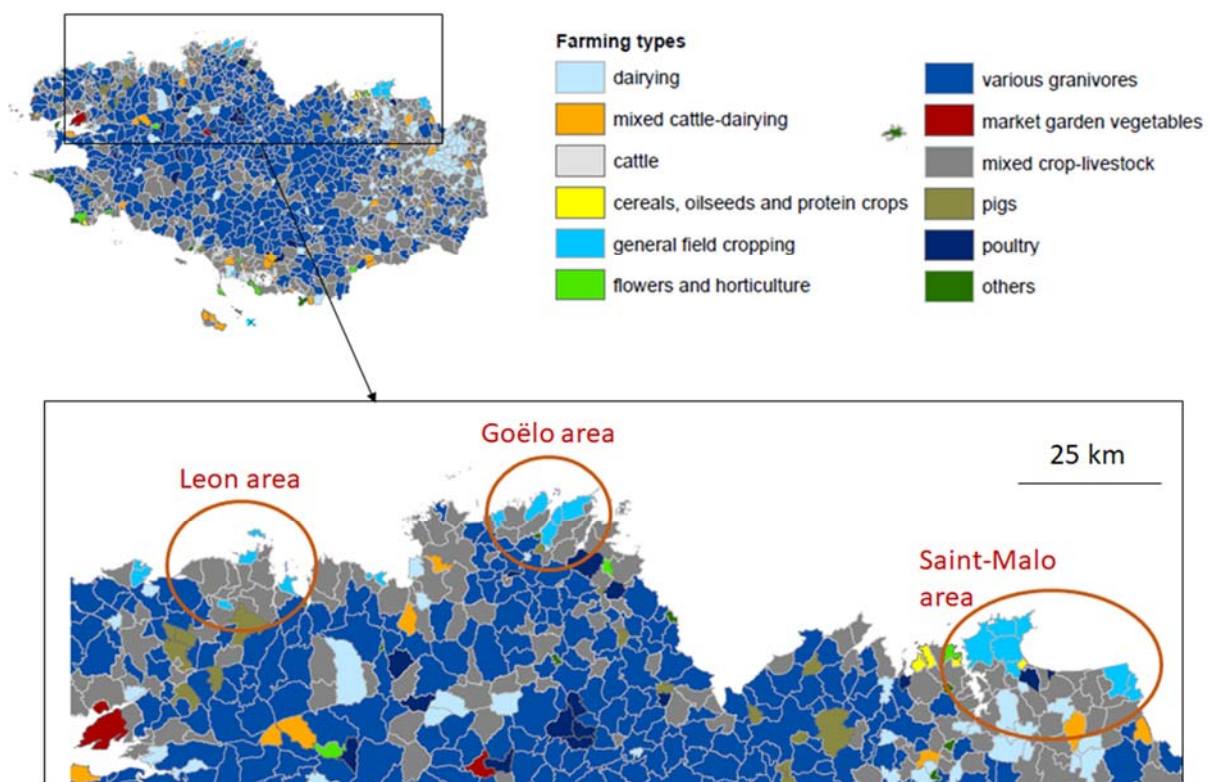 Farming types
dairying
mixed cattle-dairying
cattle
cereals, oilseeds and protein crops
general field cropping
flowers and horticulture
various granivores
market garden vegetables
mixed crop-livestock
pigs
poultry
others
Goëlo area
25 km
Leon area
Saint-Malo
area